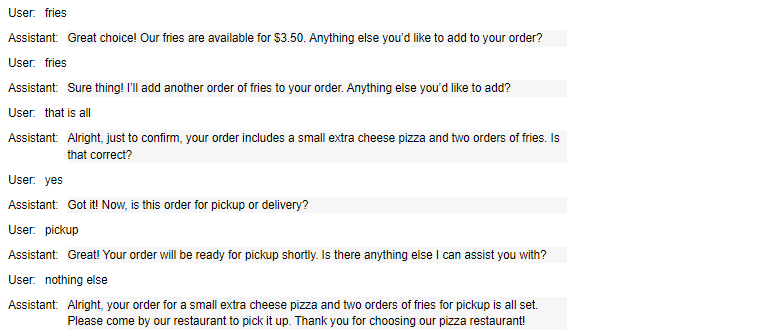 User: fries
Assistant: Great choice! Our fries are available for $3.50. Anything else you'd like to add to your order?
User: fries
Assistant: Sure thing! I'll add another order of fries to your order. Anything else you'd like to add?
User: that is all
Assistant: Alright, just to confirm, your order includes a small extra cheese pizza and two orders of fries. Is
that correct?
User: yes
Assistant: Got it! Now, is this order for pickup or delivery?
User: pickup
Assistant: Great! Your order will be ready for pickup shortly. Is there anything else I can assist you with?
User: nothing else
Assistant: Alright, your order for a small extra cheese pizza and two orders of fries for pickup is all set.
Please come by our restaurant to pick it up. Thank you for choosing our pizza restaurant!